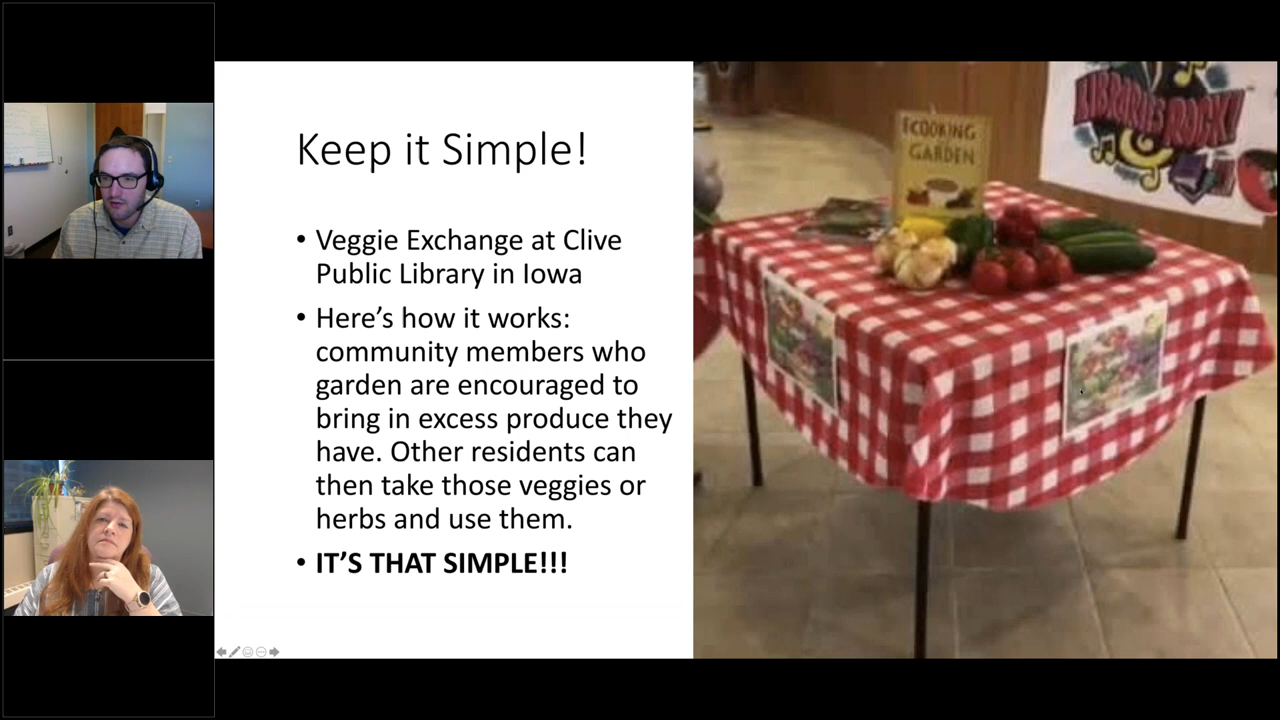 Keep it Simple!
• Veggie Exchange at Clive
Public Library in Iowa
• Here’s how it works:
community members who
garden are encouraged to
bring in excess produce they
have. Other residents can
then take those veggies or
herbs and use them.
• IT’S THAT SIMPLE!!!
COOKING
GARDEN
LIBRARIES ROCK!